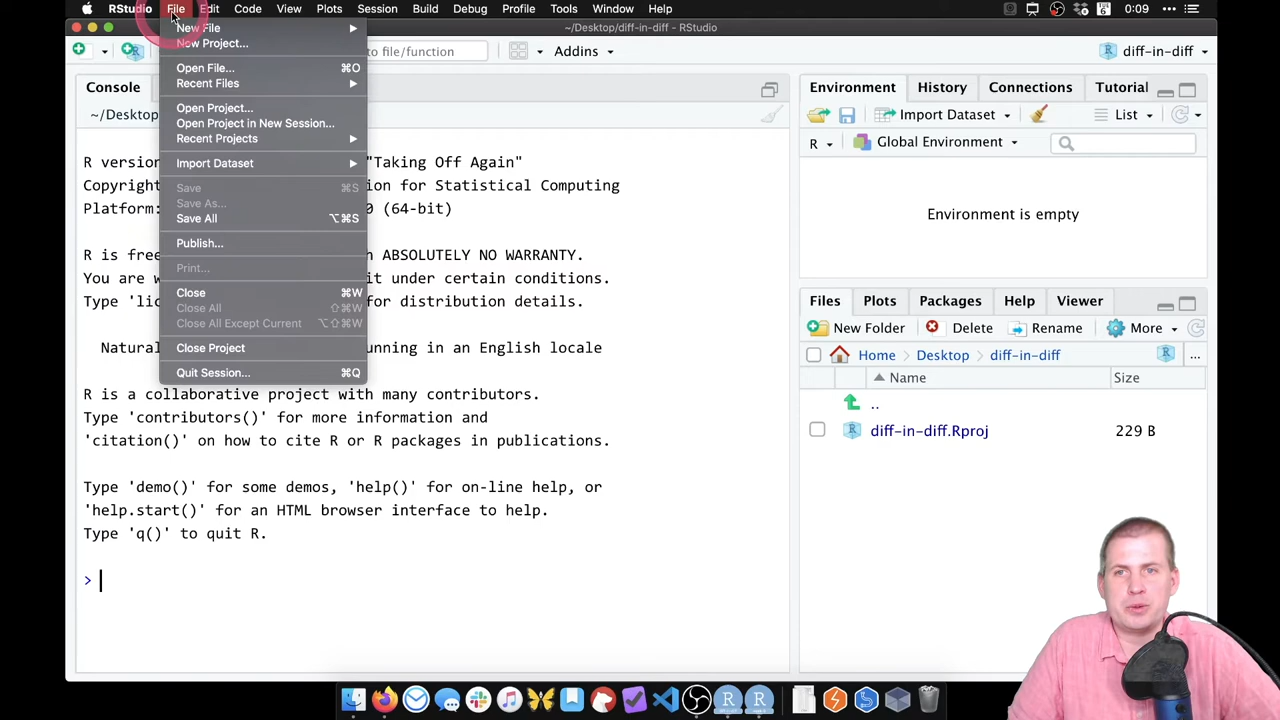 RStudio File Edit Code View Plots Session Build Debug Profile Tools Window Help TUE 6 0:09
~/Desktop/diff-in-diff - RStudio
New File
New Project...
Open File... ⌘O
Recent Files
Open Project...
Open Project in New Session...
Recent Projects
Import Dataset
Save ⌘S
Save As...
Save All ⌥⌘S
Publish...
Print...
Close ⌘W
Close All ⇧⌘W
Close All Except Current ⌥⇧⌘W
Close Project
Quit Session... ⌘Q
to file/function
Addins
diff-in-diff
Console
~/Desktop
R version "Taking Off Again"
Copyright ion for Statistical Computing
Platform: 0 (64-bit)
R is free ABSOLUTELY NO WARRANTY.
You are w it under certain conditions.
Type 'lic for distribution details.
Natural unning in an English locale
R is a collaborative project with many contributors.
Type 'contributors()' for more information and
'citation()' on how to cite R or R packages in publications.
Type 'demo()' for some demos, 'help()' for on-line help, or
'help.start()' for an HTML browser interface to help.
Type 'q()' to quit R.
>
Environment History Connections Tutorial
Import Dataset List
R Global Environment
Environment is empty
Files Plots Packages Help Viewer
New Folder Delete Rename More
Home Desktop diff-in-diff ...
Name Size
..
diff-in-diff.Rproj 229 B